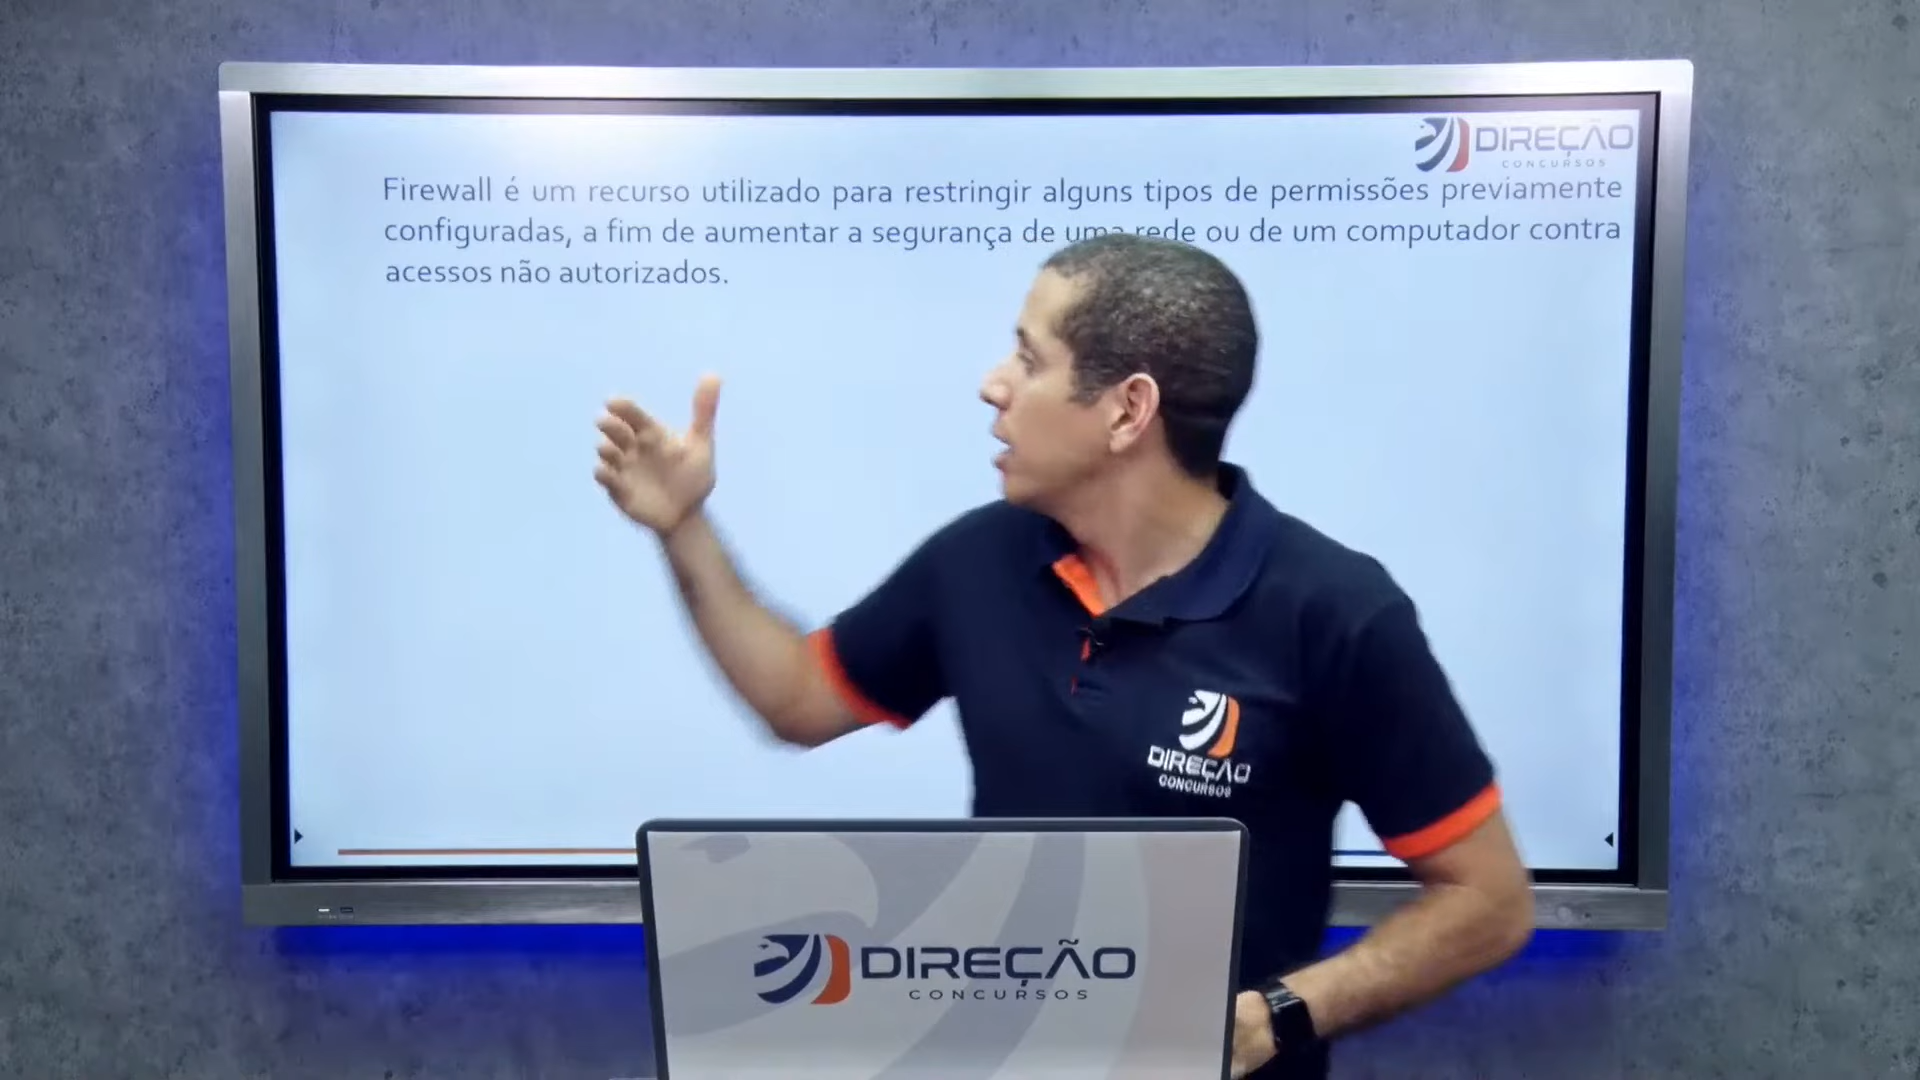 DIREÇÃO
CONCURSOS
Firewall é um recurso utilizado para restringir alguns tipos de permissões previamente
configuradas, a fim de aumentar a segurança de uma rede ou de um computador contra
acessos não autorizados.
DIREÇÃO
CONCURSOS
DIREÇÃO
CONCURSOS